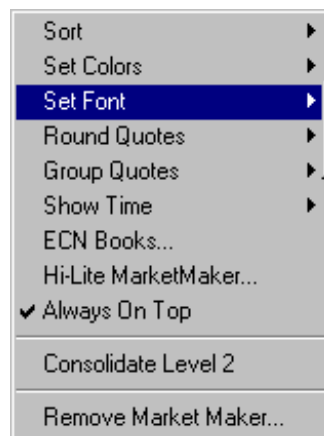 Sort
Set Colors
Set Font
Round Quotes
Group Quotes
Show Time
ECN Books...
Hi-Lite MarketMaker...
Always On Top
Consolidate Level 2
Remove Market Maker...